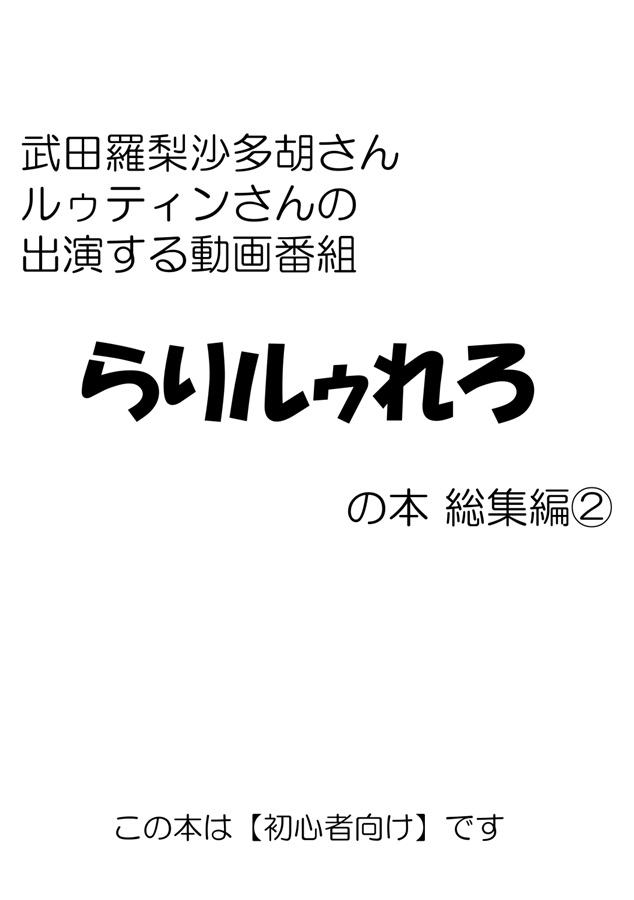 武田羅梨沙多胡さん
ルゥティンさんの
出演する動画番組
らりルゥれろ
の本 総集編②
この本は【初心者向け】です